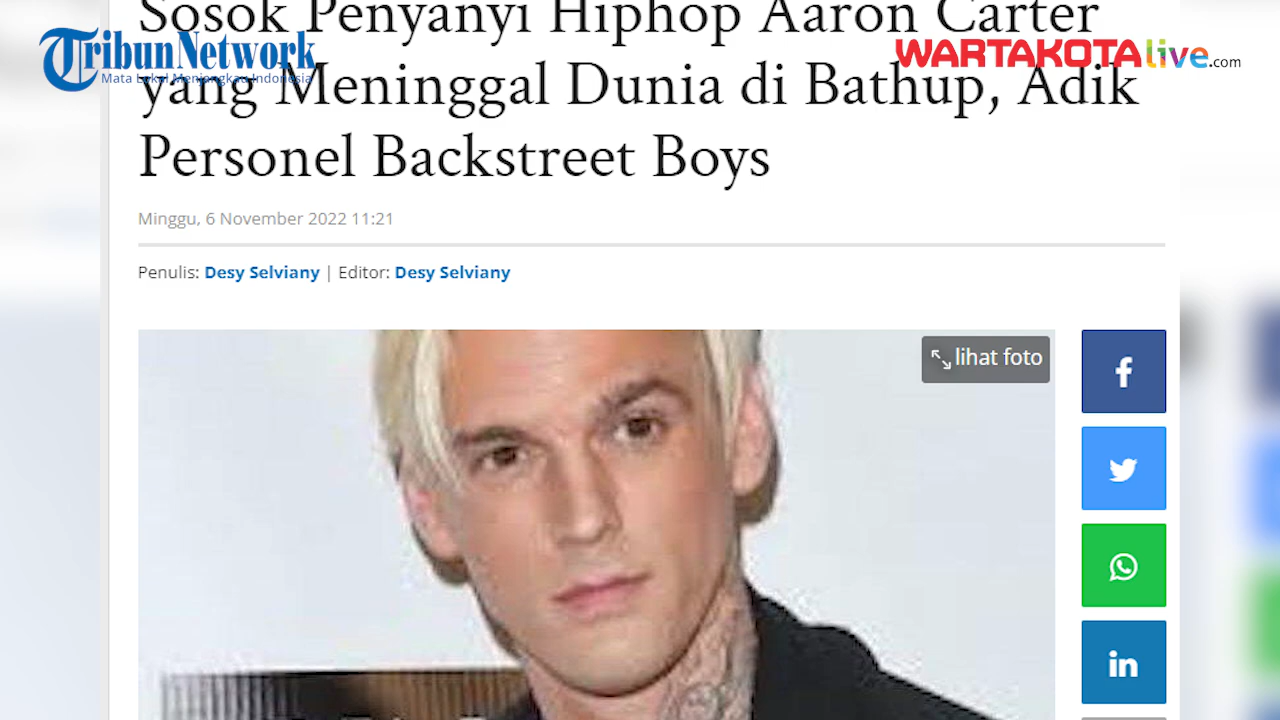 Sosok Penyanyi Hiphop Aaron Carter
TribunNetwork
Mata Lokal Menjangkau Indonesia
WARTAKOTAlive.com
yang Meninggal Dunia di Bathup, Adik
Personel Backstreet Boys
Minggu, 6 November 2022 11:21
Penulis: Desy Selviany | Editor: Desy Selviany
lihat foto
f
in